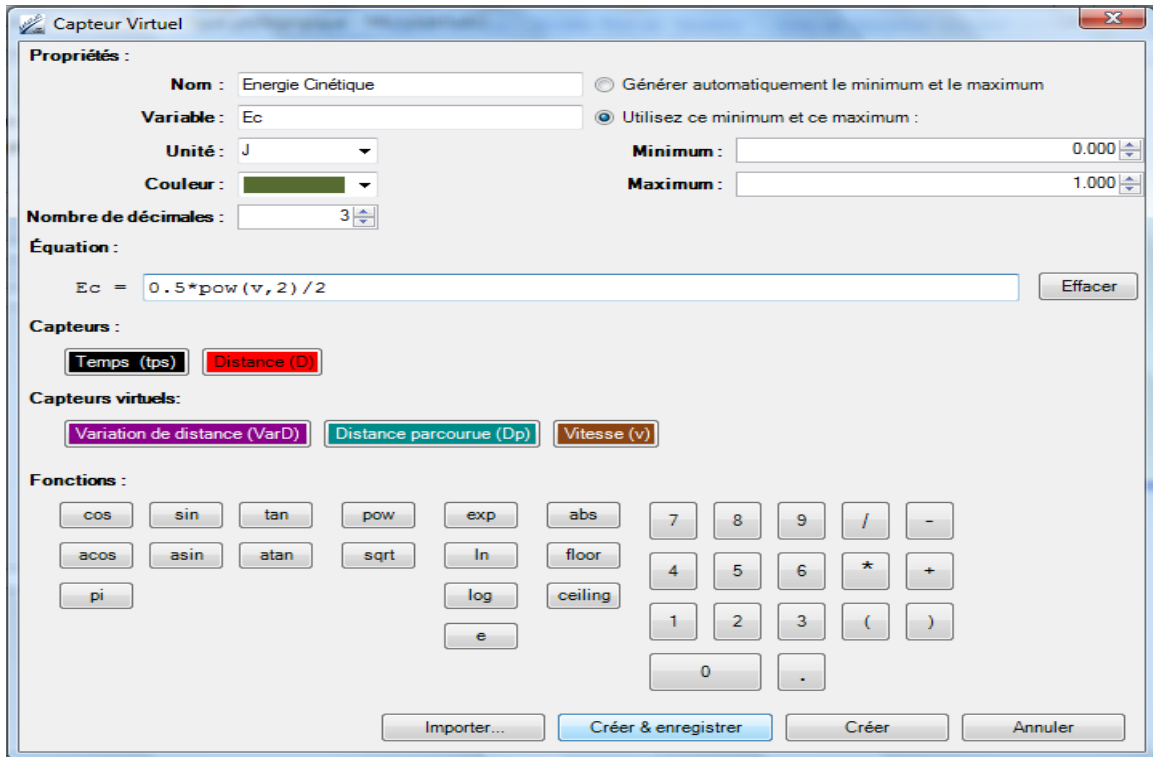 Capteur Virtuel
Propriétés :
Nom : Energie Cinétique
Générer automatiquement le minimum et le maximum
Variable : Ec
Utilisez ce minimum et ce maximum :
Unité : J
Minimum : 0.000
Couleur :
Maximum : 1.000
Nombre de décimales : 3
Équation :
Ec = 0.5*pow(v,2)/2
Effacer
Capteurs :
Temps (tps) Distance (D)
Capteurs virtuels:
Variation de distance (VarD) Distance parcourue (Dp) Vitesse (v)
Fonctions :
cos sin tan pow exp abs 7 8 9 / -
acos asin atan sqrt ln floor 4 5 6 * +
pi log ceiling 1 2 3 ( )
e 0 .
Importer... Créer & enregistrer Créer Annuler